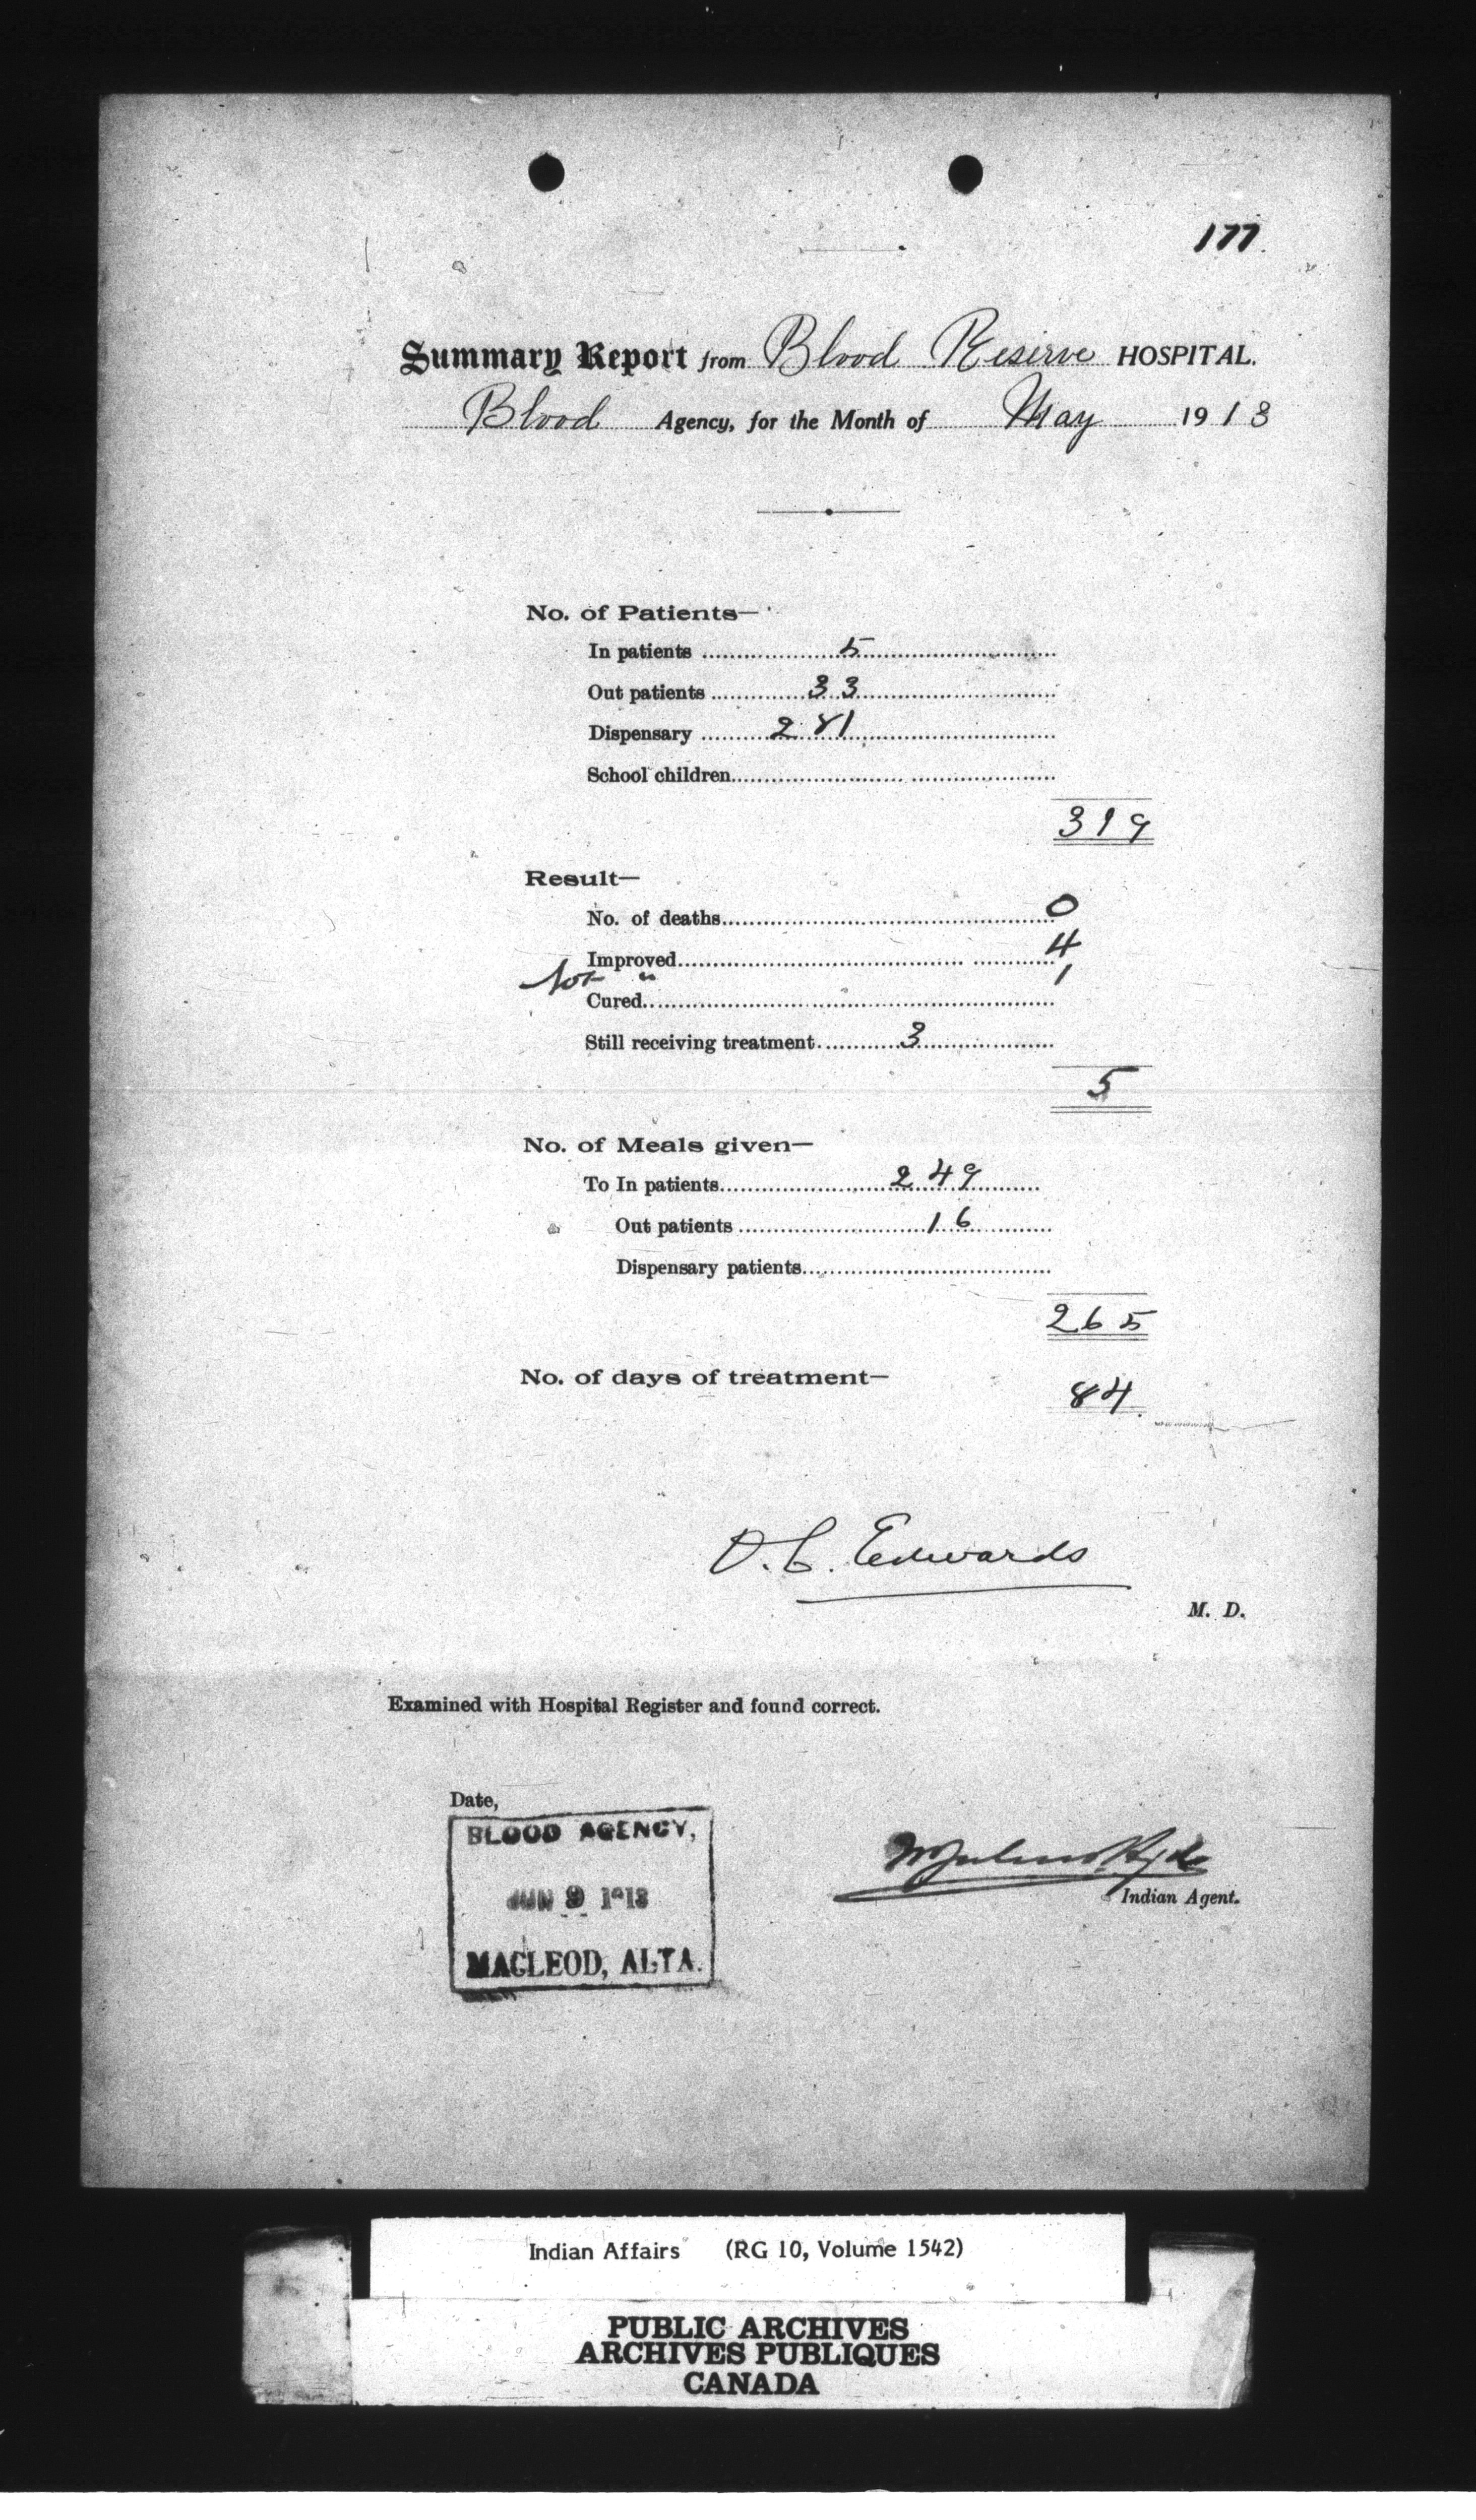 177.
Summary Report from Blood Reserve HOSPITAL.
Blood Agency, for the Month of May 1913
No. of Patients—
In patients 5
Out patients 33
Dispensary 281
School children
319
Result—
No. of deaths 0
Improved 4
Not " 1
Cured
Still receiving treatment 3
5
No. of Meals given—
To In patients 249
Out patients 16
Dispensary patients
265
No. of days of treatment—
84.
O. C. Edwards
M. D.
Examined with Hospital Register and found correct.
Date,
BLOOD AGENCY,
JUN 9 1913
MACLEOD, ALTA.
Hyde
Indian Agent.
Indian Affairs (RG 10, Volume 1542)
PUBLIC ARCHIVES
ARCHIVES PUBLIQUES
CANADA